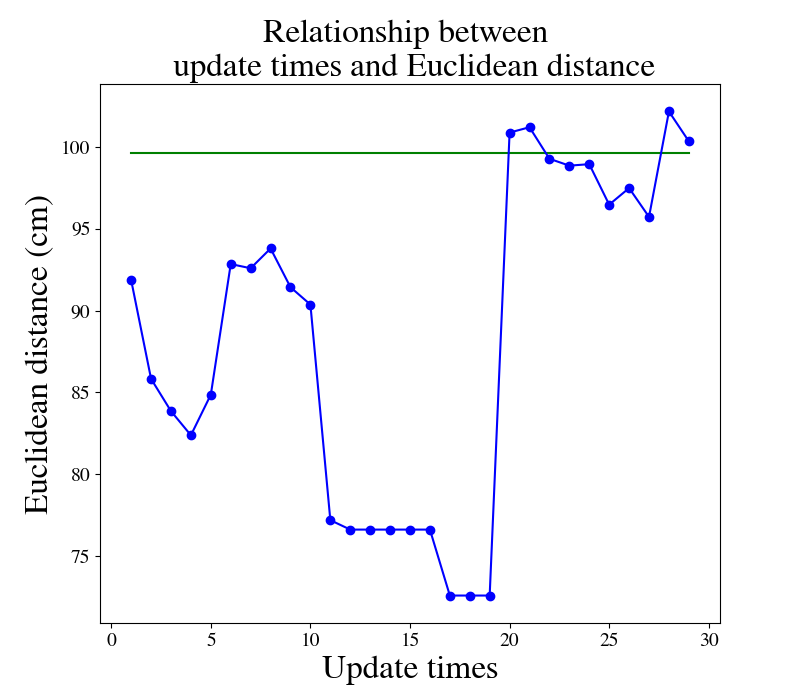 Relationship between
update times and Euclidean distance
Euclidean distance (cm)
100
95
90
85
80
75
0 5 10 15 20 25 30
Update times